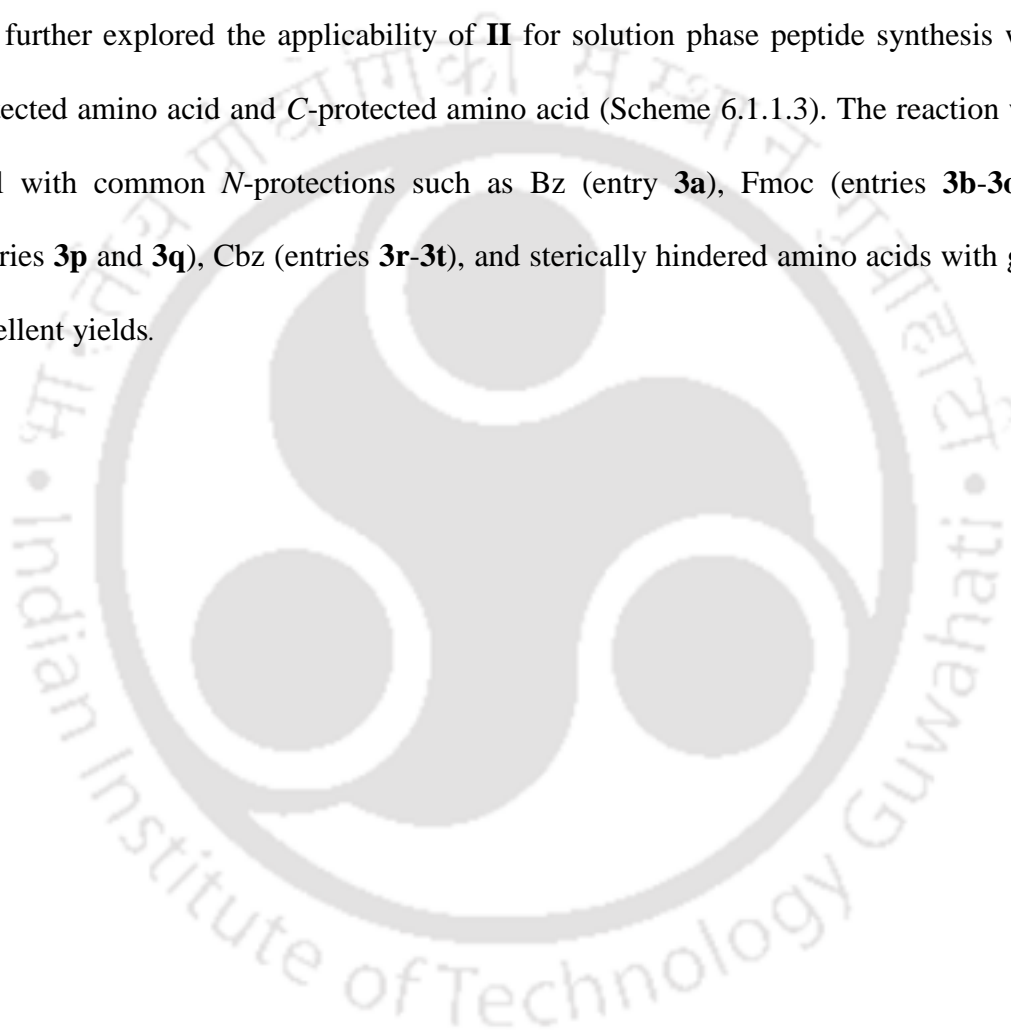 further explored the applicability of II for solution phase peptide synthesis
ected amino acid and C-protected amino acid (Scheme 6.1.1.3). The reaction
with common N-protections such as Bz (entry 3a), Fmoc (entries 3b-3o
ries 3p and 3q), Cbz (entries 3r-3t), and sterically hindered amino acids with
ellent yields.
Indian Institute of Technology Guwahati